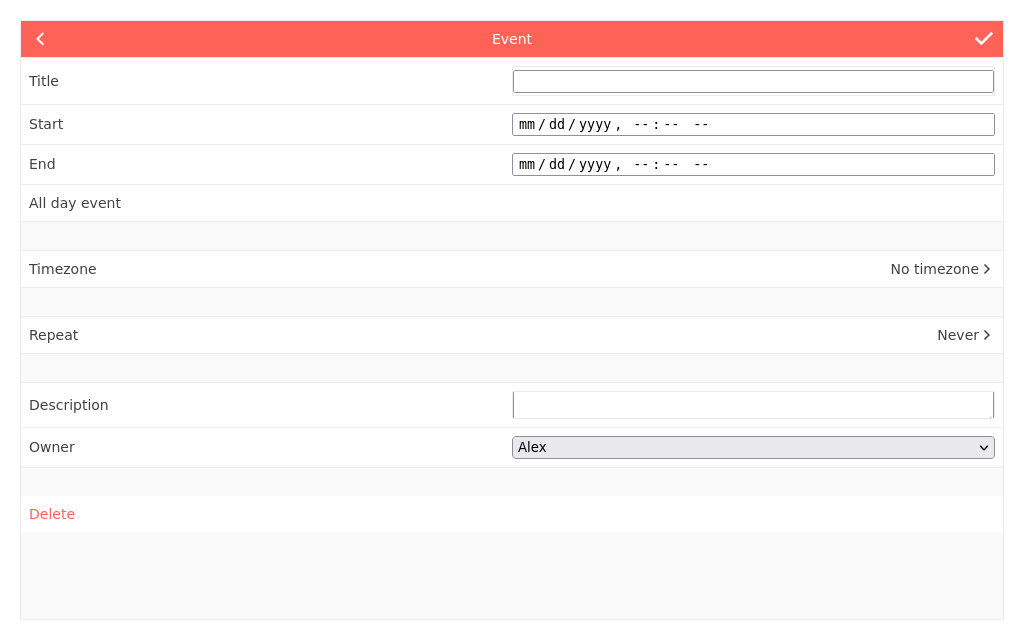 Event
Title
Start mm/dd/yyyy, --:-- --
End mm/dd/yyyy, --:-- --
All day event
Timezone No timezone
Repeat Never
Description
Owner Alex
Delete